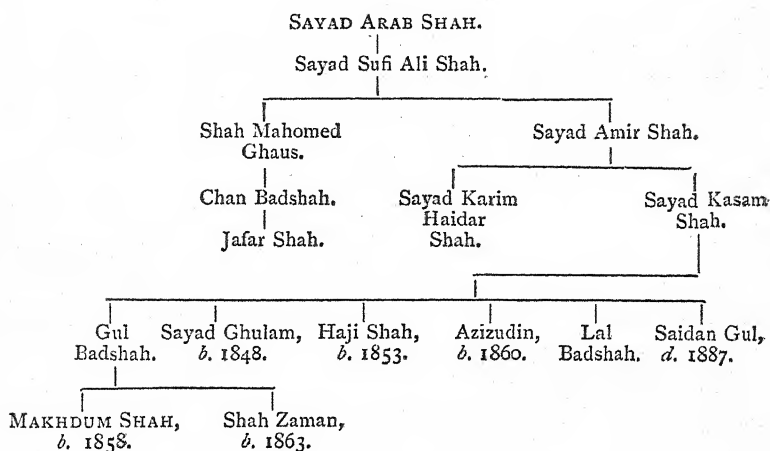 SAYAD ARAB SHAH.
Sayad Sufi Ali Shah.
Shah Mahomed
Ghaus.
Sayad Amir Shah.
Chan Badshah.
Sayad Karim
Haidar
Shah.
Sayad Kasam
Shah.
Jafar Shah.
Gul
Badshah.
Sayad Ghulam,
b. 1848.
Haji Shah,
b. 1853.
Azizudin,
b. 1860.
Lal
Badshah.
Saidan Gul,
d. 1887.
MAKHDUM SHAH,
b. 1858.
Shah Zaman,
b. 1863.